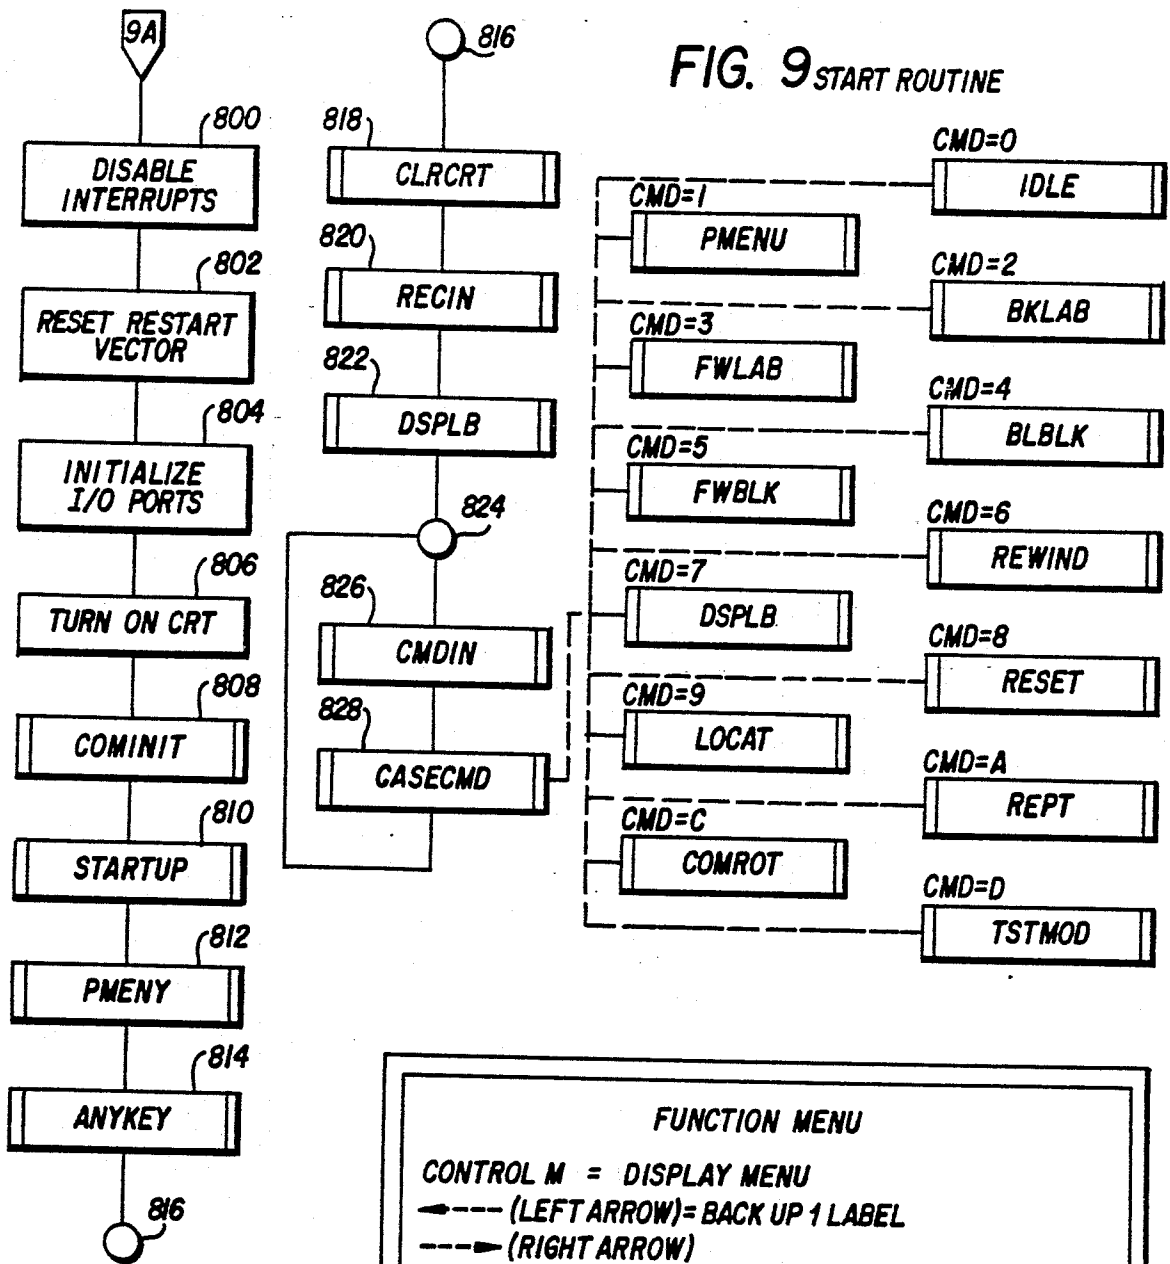 9A
800
DISABLE
INTERRUPTS
802
RESET RESTART
VECTOR
804
INITIALIZE
I/O PORTS
806
TURN ON CRT
808
COMINIT
810
STARTUP
812
PMENY
814
ANYKEY
816
816
818
CLRCRT
820
RECIN
822
DSPLB
824
826
CMDIN
828
CASECMD
FIG. 9 START ROUTINE
CMD=0
IDLE
CMD=1
PMENU
CMD=2
BKLAB
CMD=3
FWLAB
CMD=4
BLBLK
CMD=5
FWBLK
CMD=6
REWIND
CMD=7
DSPLB
CMD=8
RESET
CMD=9
LOCAT
CMD=A
REPT
CMD=C
COMROT
CMD=D
TSTMOD
FUNCTION MENU
CONTROL M = DISPLAY MENU
(LEFT ARROW)= BACK UP 1 LABEL
(RIGHT ARROW)